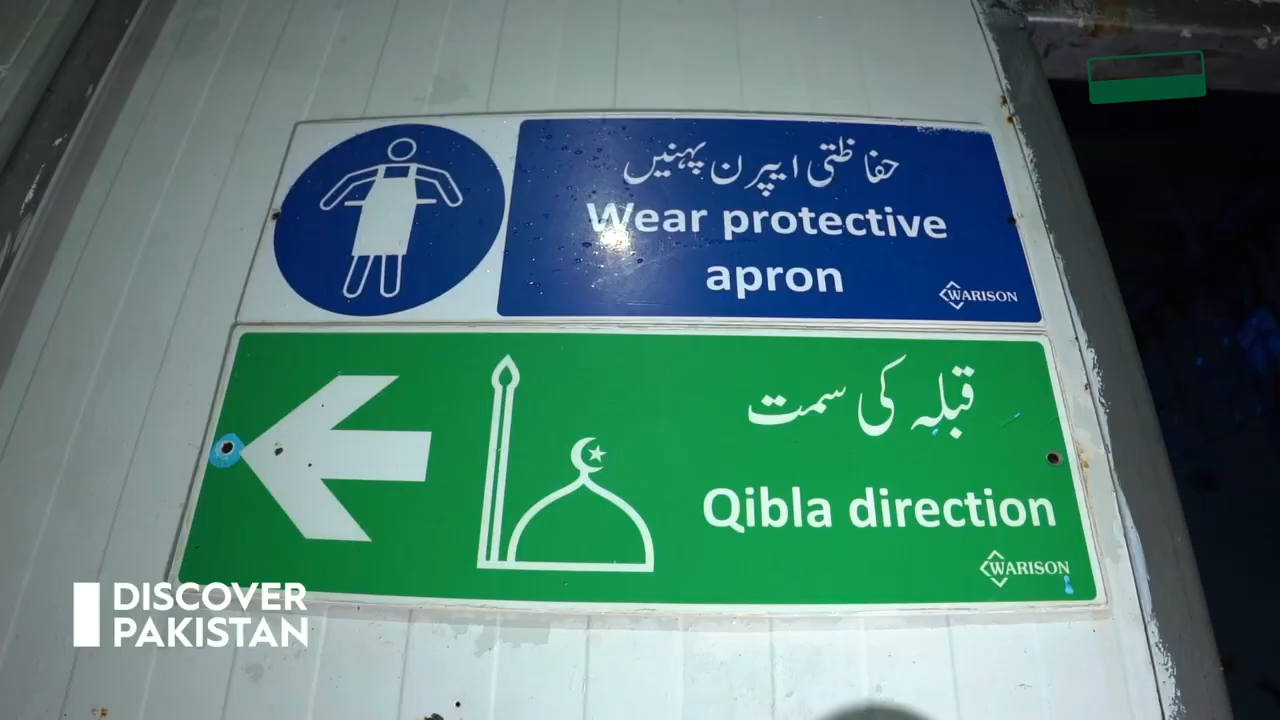 حفاظتی ایپرن پہنیں
Wear protective
apron
WARISON
قبلہ کی سمت
Qibla direction
WARISON
DISCOVER
PAKISTAN